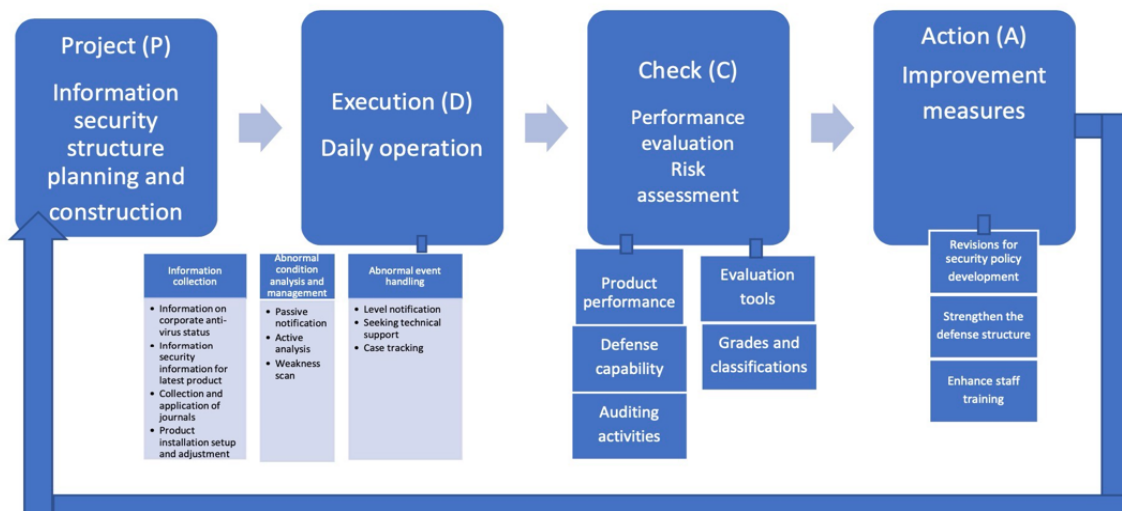 Project (P)
Information
security
structure
planning and
construction
Execution (D)
Daily operation
Check (C)
Performance
evaluation
Risk
assessment
Action (A)
Improvement
measures
Information
collection
• Information on
corporate anti-
virus status
• Information
security
information for
latest product
• Collection and
application of
journals
• Product
installation setup
and adjustment
Abnormal
condition
analysis and
management
• Passive
notification
• Active
analysis
• Weakness
scan
Abnormal event
handling
• Level notification
• Seeking technical
support
• Case tracking
Product
performance
Defense
capability
Auditing
activities
Evaluation
tools
Grades and
classifications
Revisions for
security policy
development
Strengthen the
defense structure
Enhance staff
training